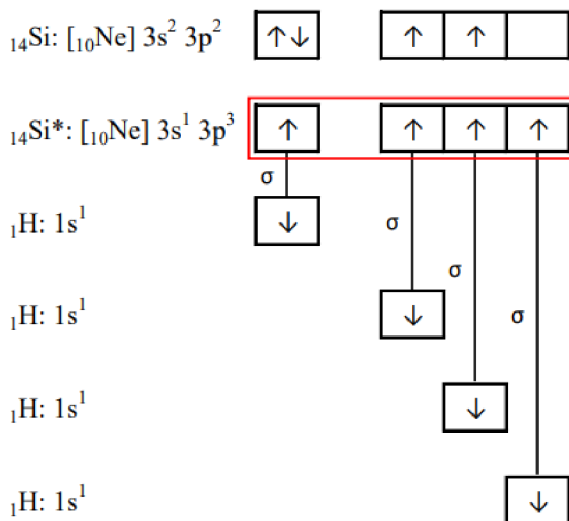 ₁₄Si: [₁₀Ne] 3s² 3p² ↑↓ ↑ ↑
₁₄Si*: [₁₀Ne] 3s¹ 3p³ ↑ ↑ ↑ ↑
σ
₁H: 1s¹ ↓ σ
σ
₁H: 1s¹ ↓ σ
₁H: 1s¹ ↓
₁H: 1s¹ ↓